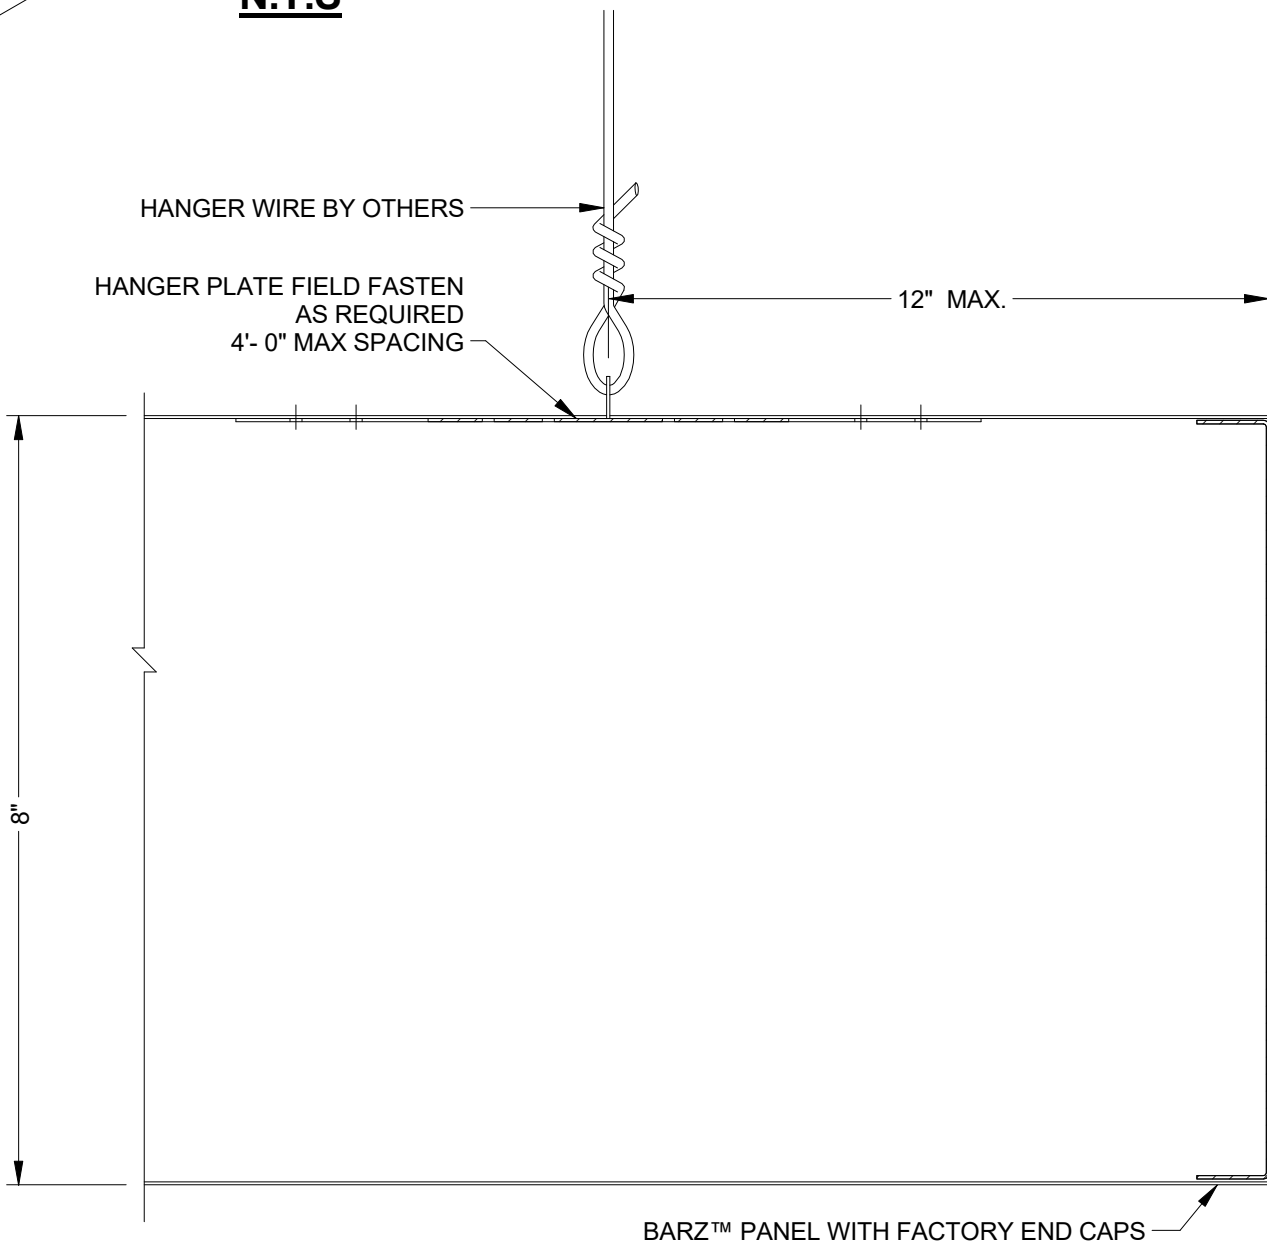 N.T.S
HANGER WIRE BY OTHERS
HANGER PLATE FIELD FASTEN
AS REQUIRED
4'- 0" MAX SPACING
12" MAX.
8"
BARZ™ PANEL WITH FACTORY END CAPS